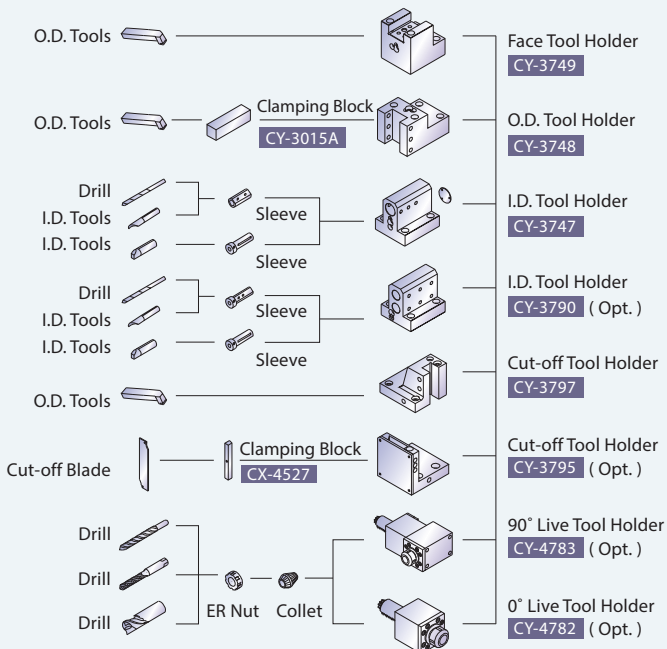 O.D. Tools
Face Tool Holder
CY-3749
O.D. Tools
Clamping Block
CY-3015A
O.D. Tool Holder
CY-3748
Drill
I.D. Tools
I.D. Tools
Sleeve
Sleeve
I.D. Tool Holder
CY-3747
Drill
I.D. Tools
I.D. Tools
Sleeve
Sleeve
I.D. Tool Holder
CY-3790 ( Opt. )
O.D. Tools
Cut-off Tool Holder
CY-3797
Cut-off Blade
Clamping Block
CX-4527
Cut-off Tool Holder
CY-3795 ( Opt. )
Drill
Drill
Drill
ER Nut
Collet
90˚ Live Tool Holder
CY-4783 ( Opt. )
0˚ Live Tool Holder
CY-4782 ( Opt. )